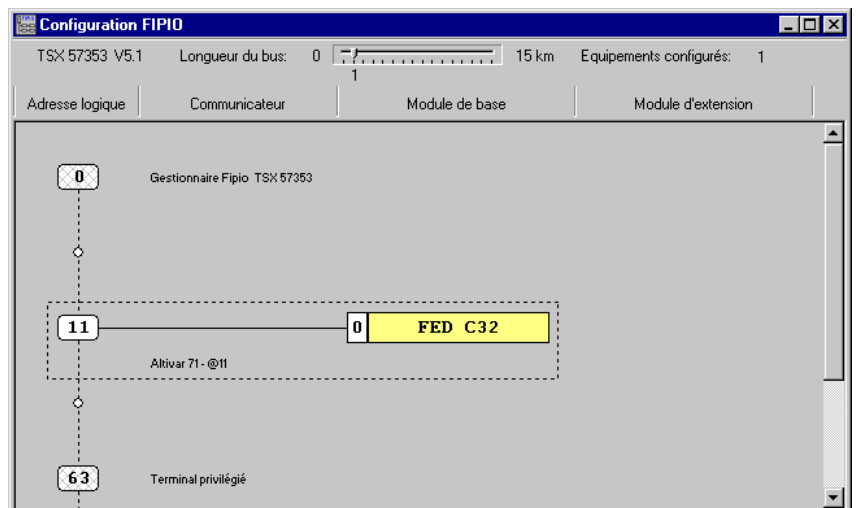 Configuration FIPIO
TSX 57353 V5.1 Longueur du bus: 0 15 km Equipements configurés: 1
1
Adresse logique Communicateur Module de base Module d'extension
0 Gestionnaire Fipio TSX 57353
11 0 FED C32
Altivar 71 - @11
63 Terminal privilégié